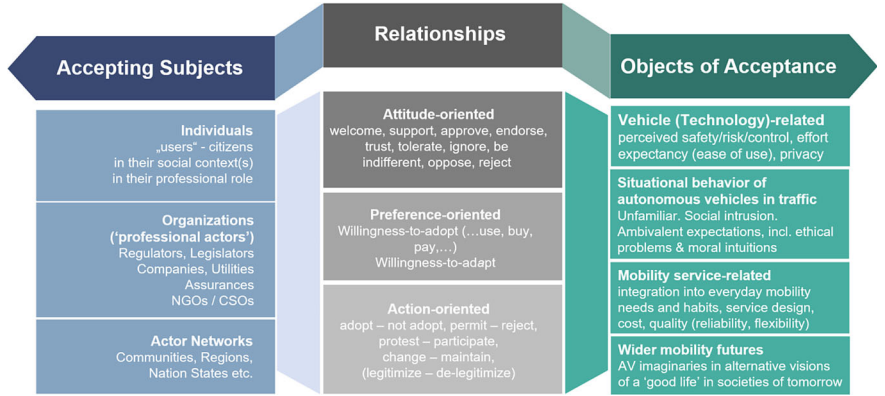 Accepting Subjects
Individuals
„users“ - citizens
in their social context(s)
in their professional role
Organizations
(‘professional actors’)
Regulators, Legislators
Companies, Utilities
Assurances
NGOs / CSOs
Actor Networks
Communities, Regions,
Nation States etc.
Relationships
Attitude-oriented
welcome, support, approve, endorse,
trust, tolerate, ignore, be
indifferent, oppose, reject
Preference-oriented
Willingness-to-adopt (…use, buy,
pay,…)
Willingness-to-adapt
Action-oriented
adopt – not adopt, permit – reject,
protest – participate,
change – maintain,
(legitimize – de-legitimize)
Objects of Acceptance
Vehicle (Technology)-related
perceived safety/risk/control, effort
expectancy (ease of use), privacy
Situational behavior of
autonomous vehicles in traffic
Unfamiliar. Social intrusion.
Ambivalent expectations, incl. ethical
problems & moral intuitions
Mobility service-related
integration into everyday mobility
needs and habits, service design,
cost, quality (reliability, flexibility)
Wider mobility futures
AV imaginaries in alternative visions
of a ‘good life’ in societies of tomorrow